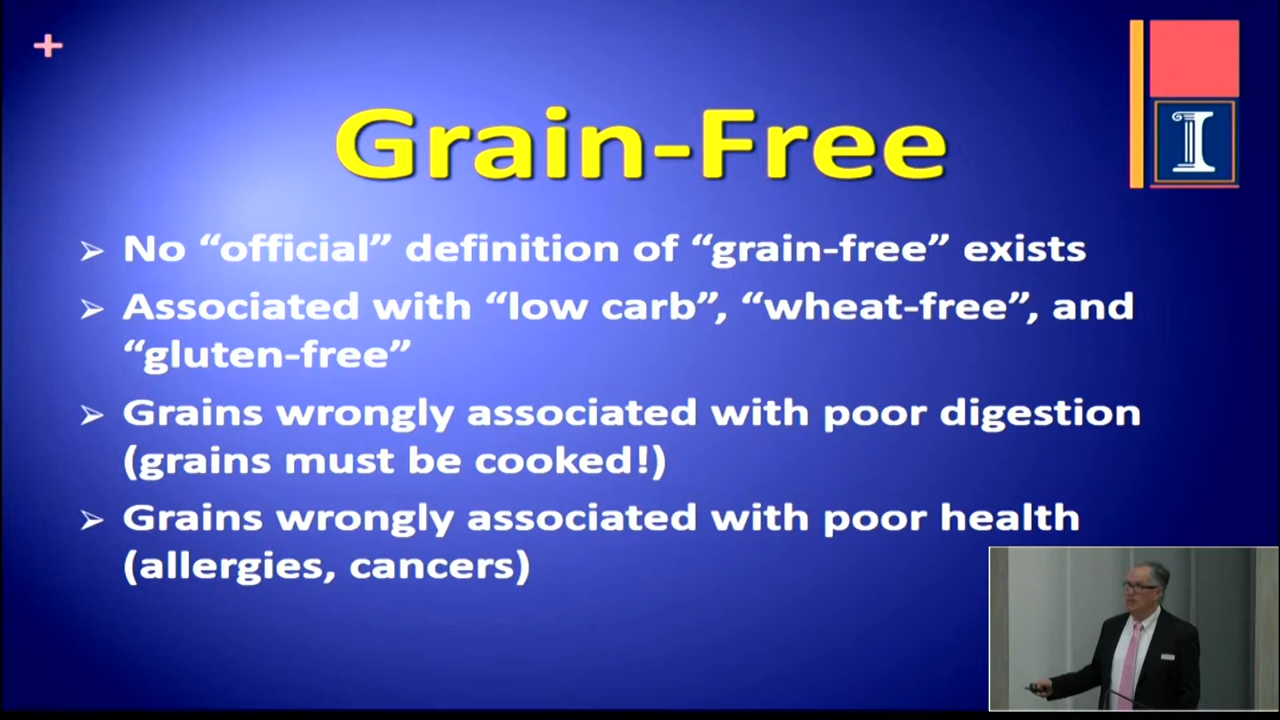 Grain-Free
➢ No “official” definition of “grain-free” exists
➢ Associated with “low carb”, “wheat-free”, and
“gluten-free”
➢ Grains wrongly associated with poor digestion
(grains must be cooked!)
➢ Grains wrongly associated with poor health
(allergies, cancers)